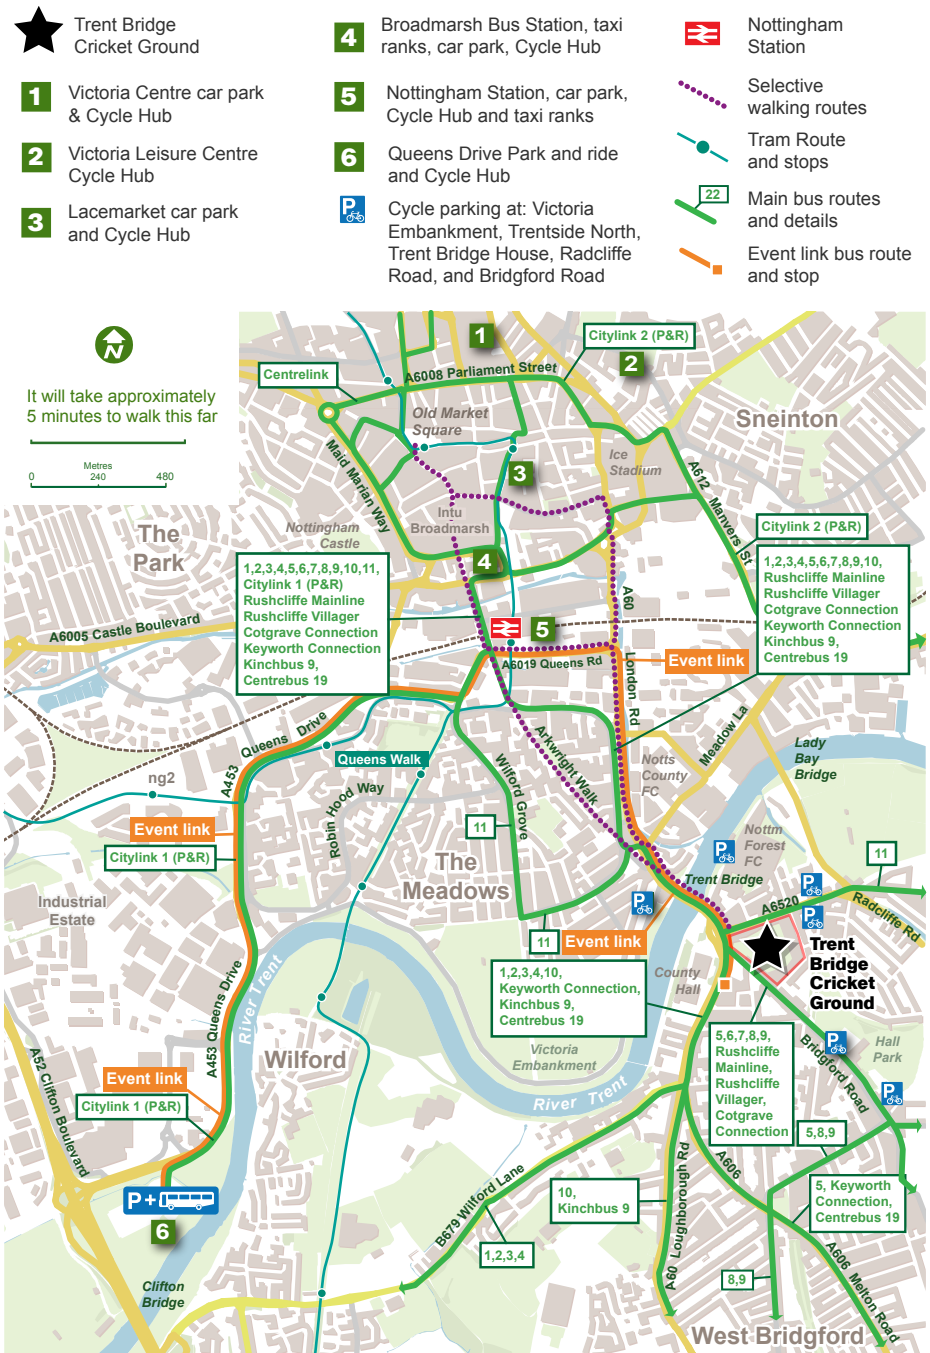 Trent Bridge
Cricket Ground
1
Victoria Centre car park
& Cycle Hub
2
Victoria Leisure Centre
Cycle Hub
3
Lacemarket car park
and Cycle Hub
4
Broadmarsh Bus Station, taxi
ranks, car park, Cycle Hub
5
Nottingham Station, car park,
Cycle Hub and taxi ranks
6
Queens Drive Park and ride
and Cycle Hub
P
Cycle parking at: Victoria
Embankment, Trentside North,
Trent Bridge House, Radcliffe
Road, and Bridgford Road
Nottingham
Station
Selective
walking routes
Tram Route
and stops
22
Main bus routes
and details
Event link bus route
and stop
N
It will take approximately
5 minutes to walk this far
Metres
0 240 480
1
Citylink 2 (P&R)
2
A6008 Parliament Street
Centrelink
Old Market
Square
Sneinton
Maid Marian Way
Ice
Stadium
3
A612 Manvers St
Intu
Broadmarsh
Nottingham
Castle
The
Park
Citylink 2 (P&R)
4
1,2,3,4,5,6,7,8,9,10,11,
Citylink 1 (P&R)
Rushcliffe Mainline
Rushcliffe Villager
Cotgrave Connection
Keyworth Connection
Kinchbus 9,
Centrebus 19
1,2,3,4,5,6,7,8,9,10,
Rushcliffe Mainline
Rushcliffe Villager
Cotgrave Connection
Keyworth Connection
Kinchbus 9,
Centrebus 19
A60
A6005 Castle Boulevard
5
A6019 Queens Rd
Event link
London Rd
Queens Drive
A453
Arkwright Walk
Meadow La
Lady
Bay
Bridge
Queens Walk
Notts
County
FC
ng2
Wilford Grove
Robin Hood Way
Event link
11
Citylink 1 (P&R)
Nottm
Forest
FC
P
The
Meadows
Trent Bridge
11
P
Industrial
Estate
P
A6520
P
Radcliffe Rd
11
Event link
Trent
Bridge
Cricket
Ground
River Trent
A453 Queens Drive
1,2,3,4,10,
Keyworth Connection,
Kinchbus 9,
Centrebus 19
County
Hall
5,6,7,8,9,
Rushcliffe
Mainline,
Rushcliffe
Villager,
Cotgrave
Connection
P
Hall
Park
Bridgford Road
Wilford
Victoria
Embankment
A52 Clifton Boulevard
Event link
Citylink 1 (P&R)
River Trent
P
5,8,9
A60 Loughborough Rd
A606
P+
10,
Kinchbus 9
5, Keyworth
Connection,
Centrebus 19
6
B679 Wilford Lane
1,2,3,4
A606 Melton Road
8,9
Clifton
Bridge
West Bridgford